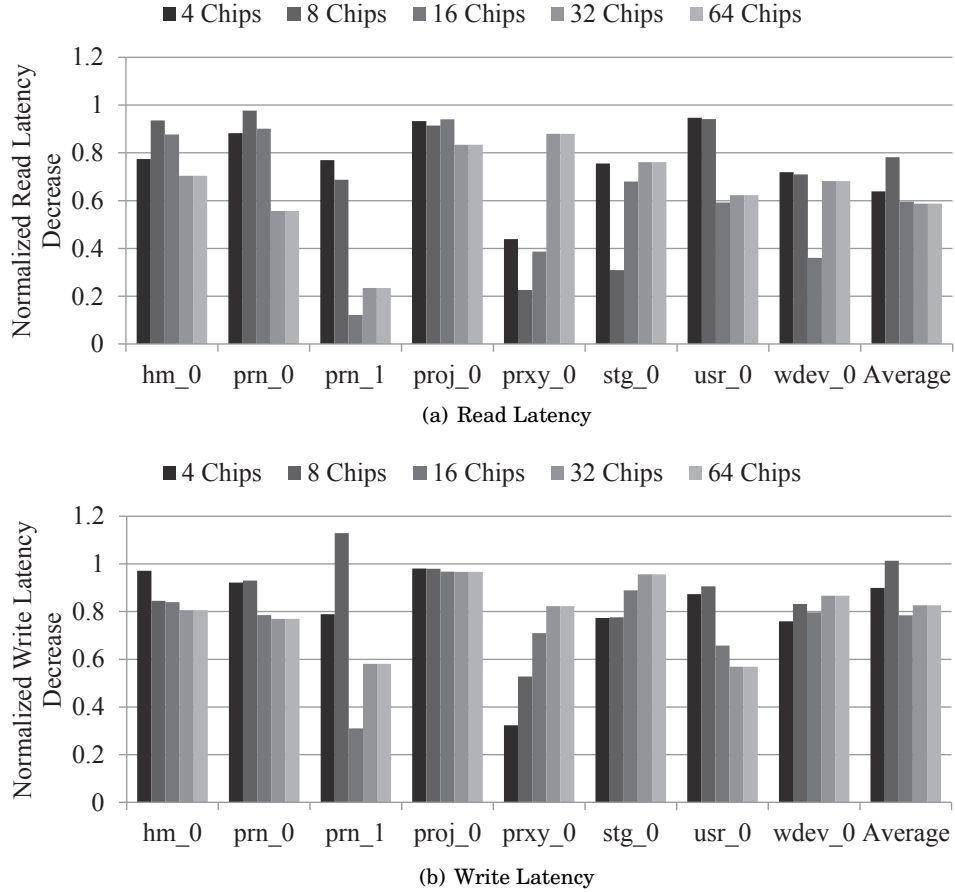 4 Chips 8 Chips 16 Chips 32 Chips 64 Chips
Normalized Read Latency
Decrease
1.2
1
0.8
0.6
0.4
0.2
0
hm_0 prn_0 prn_1 proj_0 prxy_0 stg_0 usr_0 wdev_0 Average
(a) Read Latency
4 Chips 8 Chips 16 Chips 32 Chips 64 Chips
Normalized Write Latency
Decrease
1.2
1
0.8
0.6
0.4
0.2
0
hm_0 prn_0 prn_1 proj_0 prxy_0 stg_0 usr_0 wdev_0 Average
(b) Write Latency